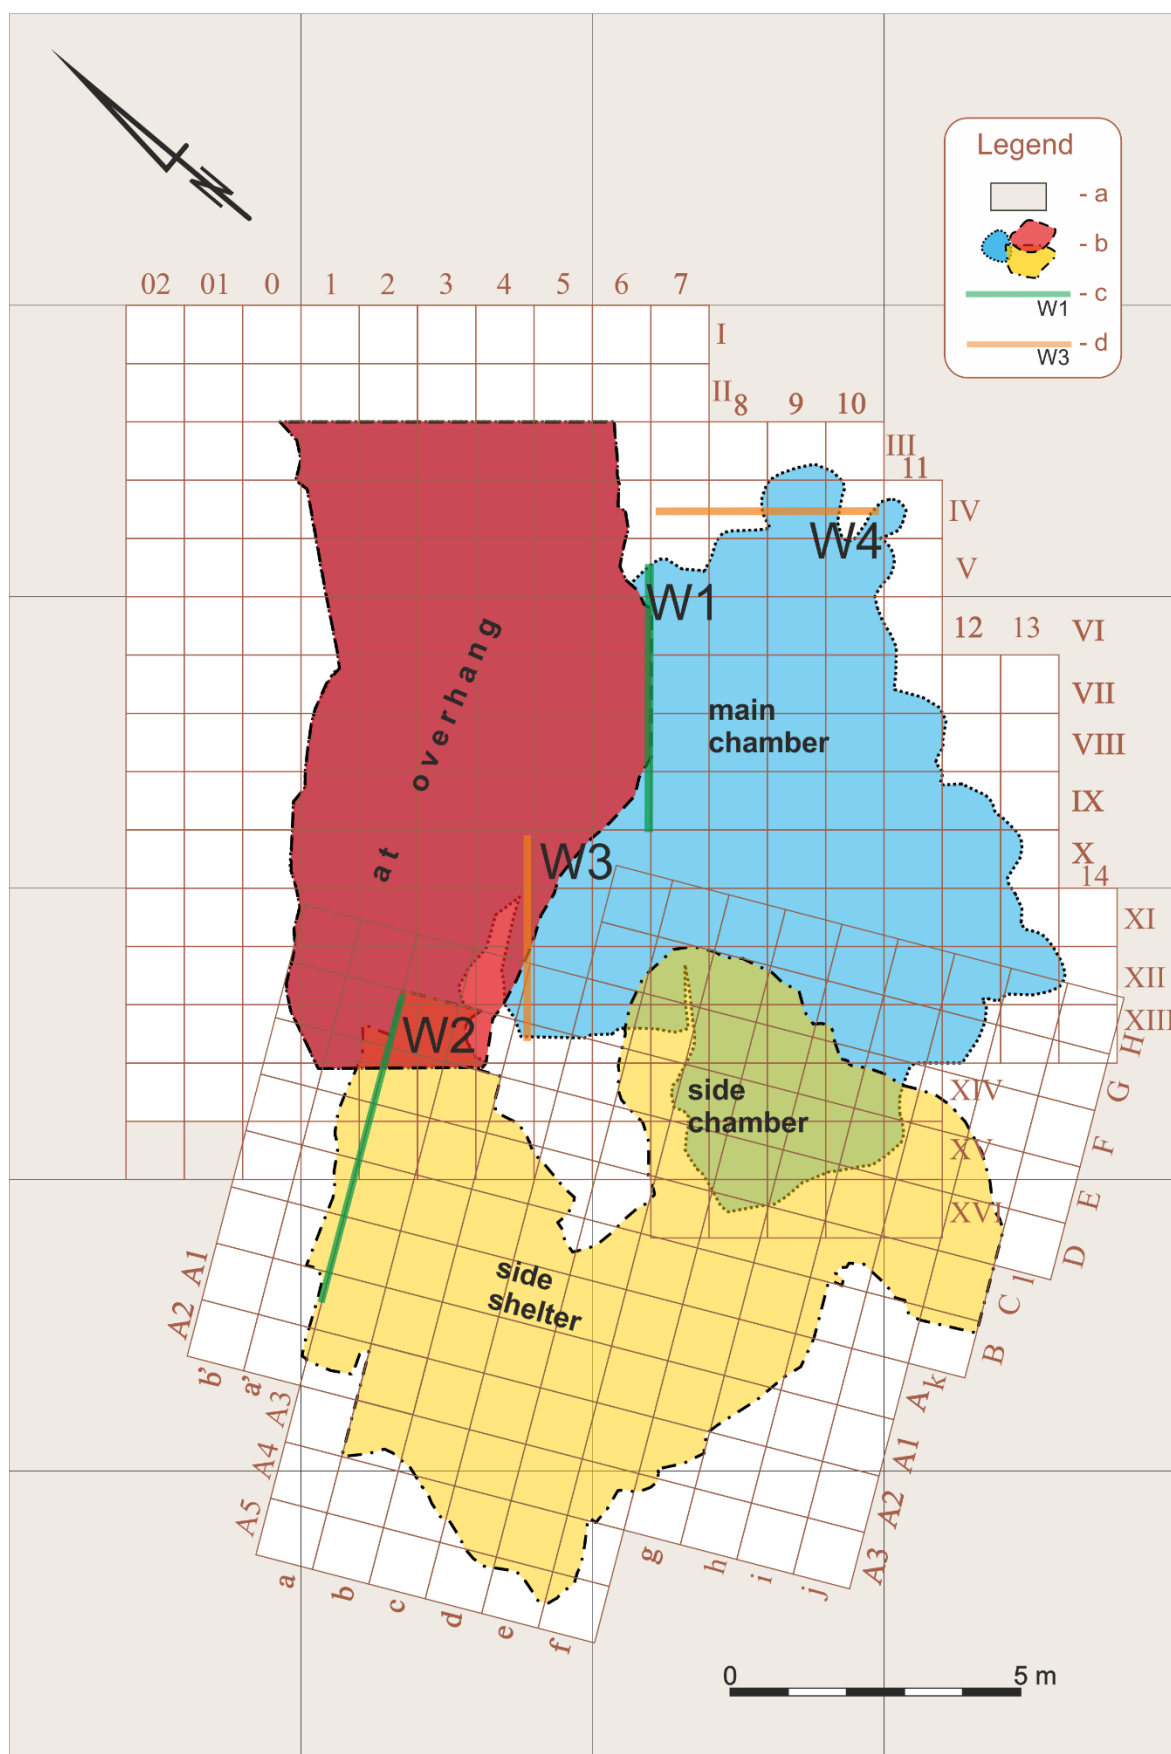 N
Legend
- a
- b
- c
W1
- d
W3
02 01 0 1 2 3 4 5 6 7
I
II
8 9 10
III
11
IV
W4
V
W1
12 13 VI
at overhang
main
chamber
VII
VIII
IX
W3
X
14
XI
XII
XIII
W2
H
side
chamber
XIV
G
XV
F
E
XVI
D
side
shelter
l
C
B
k
A
A1
A2
b'
a'
A3
A4
A5
A1
A2
A3
a
b
c
d
e
f
g
h
i
j
0 5 m